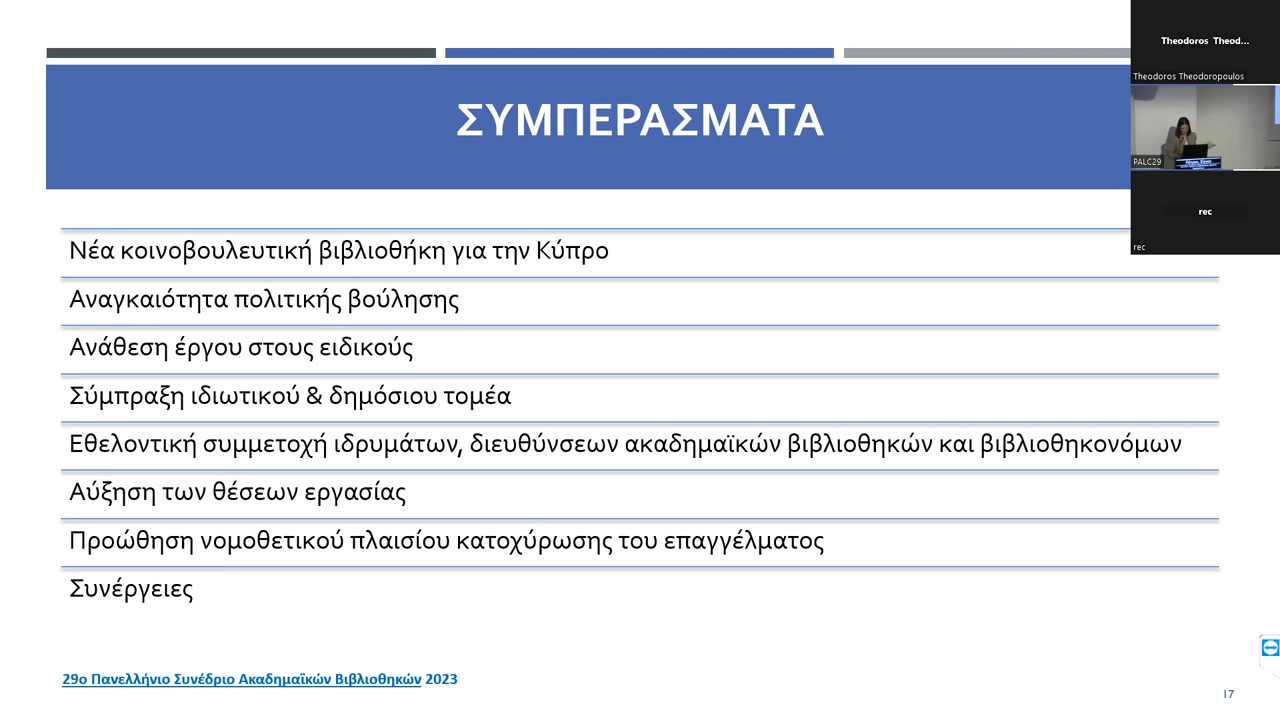 ΣΥΜΠΕΡΑΣΜΑΤΑ
Νέα κοινοβουλευτική βιβλιοθήκη για την Κύπρο
Αναγκαιότητα πολιτικής βούλησης
Ανάθεση έργου στους ειδικούς
Σύμπραξη ιδιωτικού & δημόσιου τομέα
Εθελοντική συμμετοχή ιδρυμάτων, διευθύνσεων ακαδημαϊκών βιβλιοθηκών και βιβλιοθηκονόμων
Αύξηση των θέσεων εργασίας
Προώθηση νομοθετικού πλαισίου κατοχύρωσης του επαγγέλματος
Συνέργειες
29ο Πανελλήνιο Συνέδριο Ακαδημαϊκών Βιβλιοθηκών 2023
17
Theodoros Theod...
Theodoros Theodoropoulos
PALC29
rec
rec